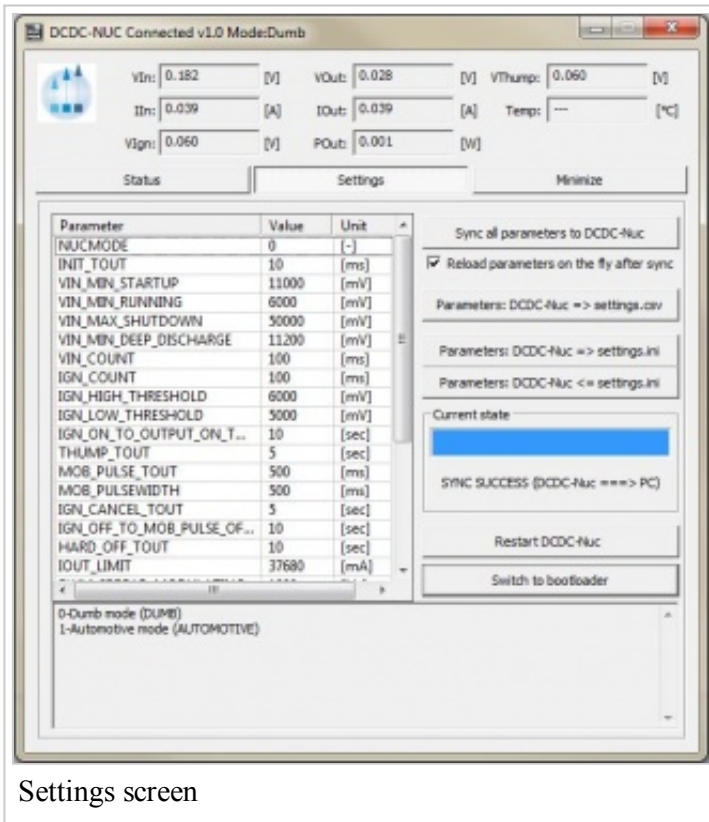 DCDC-NUC Connected v1.0 Mode:Dumb
VIn: 0.182 [V] VOut: 0.028 [V] VThump: 0.060 [V]
IIn: 0.039 [A] IOut: 0.039 [A] Temp: --- [°C]
VIgn: 0.060 [V] POut: 0.001 [W]
Status Settings Minimize
Parameter Value Unit
NUCMODE 0 [-]
INIT_TOUT 10 [ms]
VIN_MIN_STARTUP 11000 [mV]
VIN_MIN_RUNNING 6000 [mV]
VIN_MAX_SHUTDOWN 50000 [mV]
VIN_MIN_DEEP_DISCHARGE 11200 [mV]
VIN_COUNT 100 [ms]
IGN_COUNT 100 [ms]
IGN_HIGH_THRESHOLD 6000 [mV]
IGN_LOW_THRESHOLD 5000 [mV]
IGN_ON_TO_OUTPUT_ON_T... 10 [sec]
THUMP_TOUT 5 [sec]
MOB_PULSE_TOUT 500 [ms]
MOB_PULSEWIDTH 500 [ms]
IGN_CANCEL_TOUT 5 [sec]
IGN_OFF_TO_MOB_PULSE_OF... 10 [sec]
HARD_OFF_TOUT 10 [sec]
IOUT_LIMIT 37680 [mA]
Sync all parameters to DCDC-Nuc
Reload parameters on the fly after sync
Parameters: DCDC-Nuc => settings.csv
Parameters: DCDC-Nuc => settings.ini
Parameters: DCDC-Nuc <= settings.ini
Current state
SYNC SUCCESS (DCDC-Nuc ===> PC)
Restart DCDC-Nuc
Switch to bootloader
0-Dumb mode (DUMB)
1-Automotive mode (AUTOMOTIVE)
Settings screen